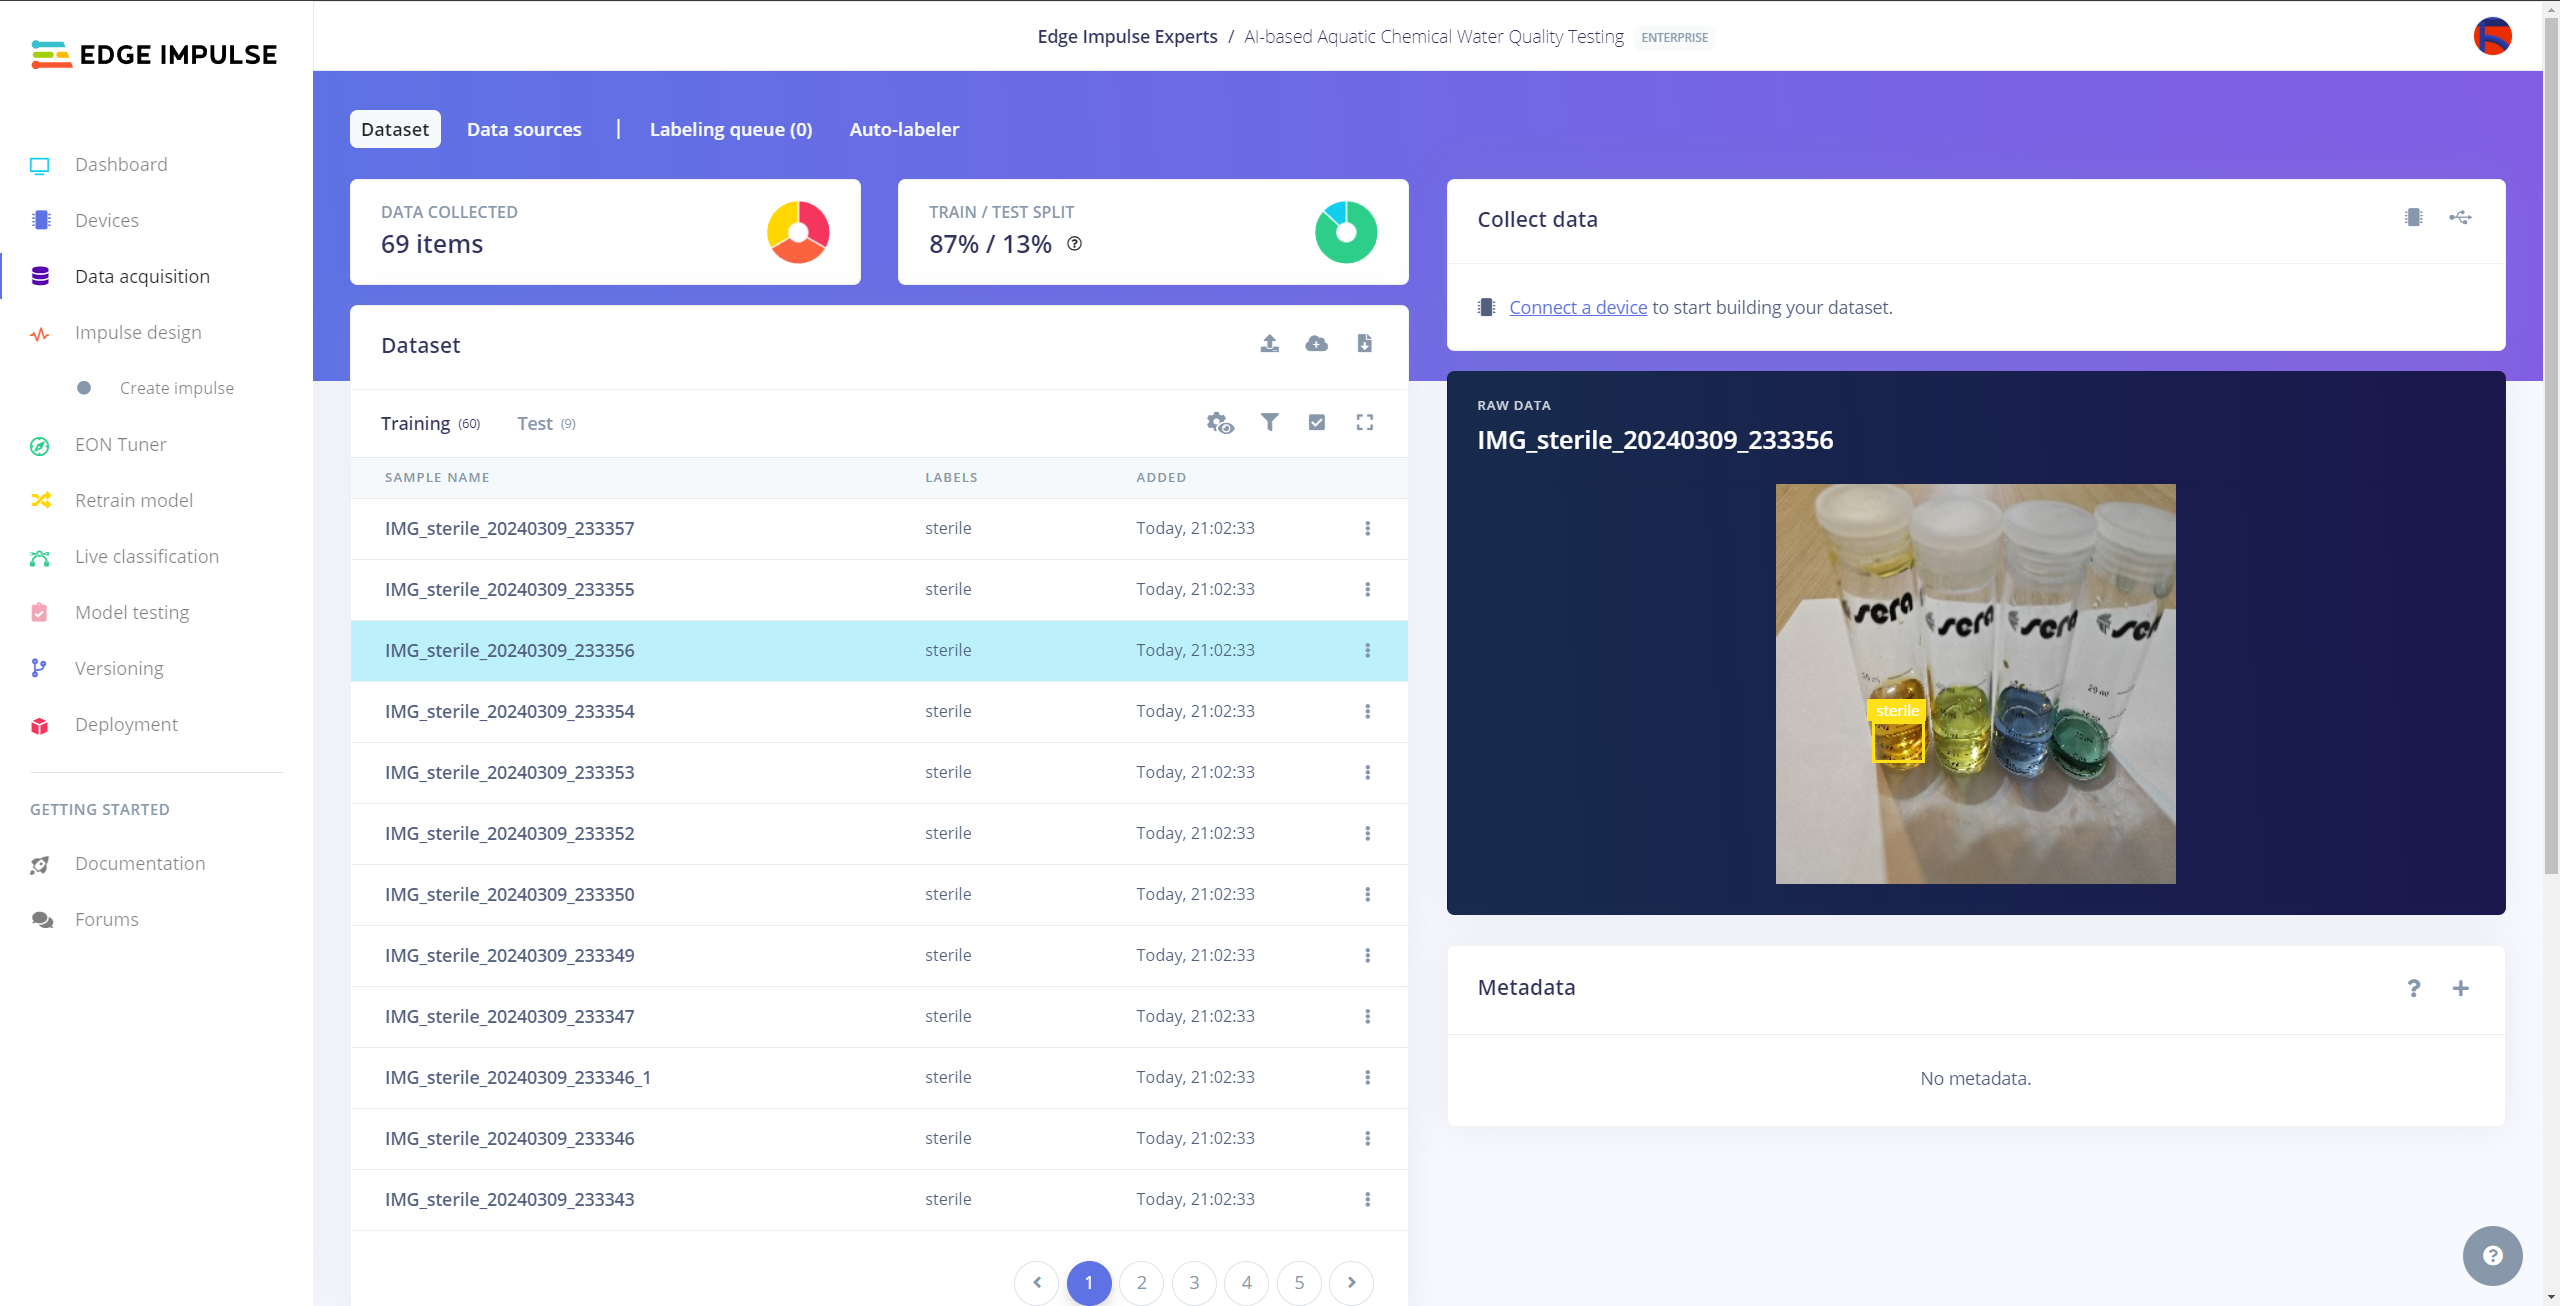 EDGE IMPULSE
Edge Impulse Experts / AI-based Aquatic Chemical Water Quality Testing ENTERPRISE
Dashboard
Devices
Data acquisition
Impulse design
Create impulse
EON Tuner
Retrain model
Live classification
Model testing
Versioning
Deployment
GETTING STARTED
Documentation
Forums
Dataset Data sources | Labeling queue (0) Auto-labeler
DATA COLLECTED
69 items
TRAIN / TEST SPLIT
87% / 13%
Dataset
Training (60) Test (9)
SAMPLE NAME LABELS ADDED
IMG_sterile_20240309_233357 sterile Today, 21:02:33
IMG_sterile_20240309_233355 sterile Today, 21:02:33
IMG_sterile_20240309_233356 sterile Today, 21:02:33
IMG_sterile_20240309_233354 sterile Today, 21:02:33
IMG_sterile_20240309_233353 sterile Today, 21:02:33
IMG_sterile_20240309_233352 sterile Today, 21:02:33
IMG_sterile_20240309_233350 sterile Today, 21:02:33
IMG_sterile_20240309_233349 sterile Today, 21:02:33
IMG_sterile_20240309_233347 sterile Today, 21:02:33
IMG_sterile_20240309_233346_1 sterile Today, 21:02:33
IMG_sterile_20240309_233346 sterile Today, 21:02:33
IMG_sterile_20240309_233343 sterile Today, 21:02:33
1 2 3 4 5
Collect data
Connect a device to start building your dataset.
RAW DATA
IMG_sterile_20240309_233356
sera sera sera ser
sterile
Metadata
No metadata.